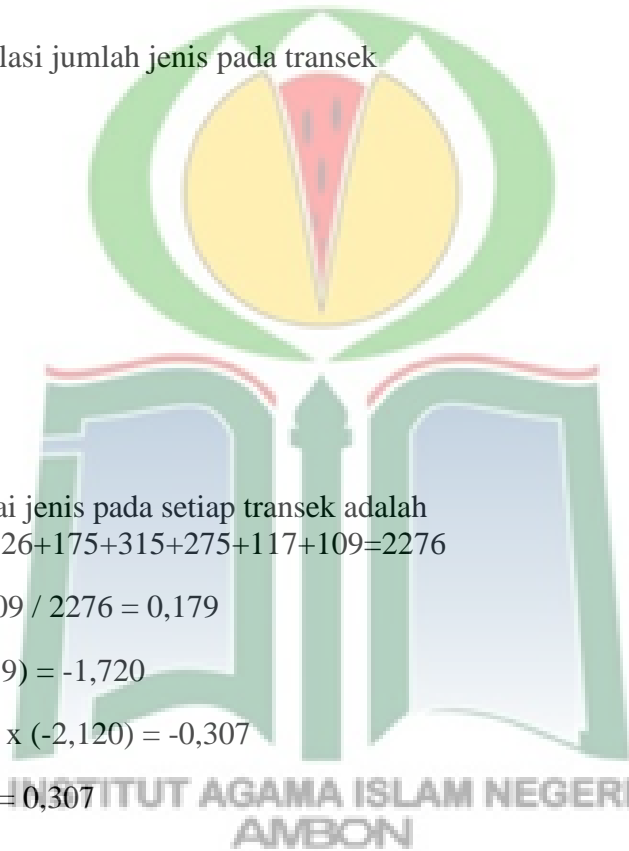 lasi jumlah jenis pada transek
ai jenis pada setiap transek adalah
26+175+315+275+117+109=2276
09 / 2276 = 0,179
9) = -1,720
x (-2,120) = -0,307
= 0,307
INSTITUT AGAMA ISLAM NEGERI
AMBON